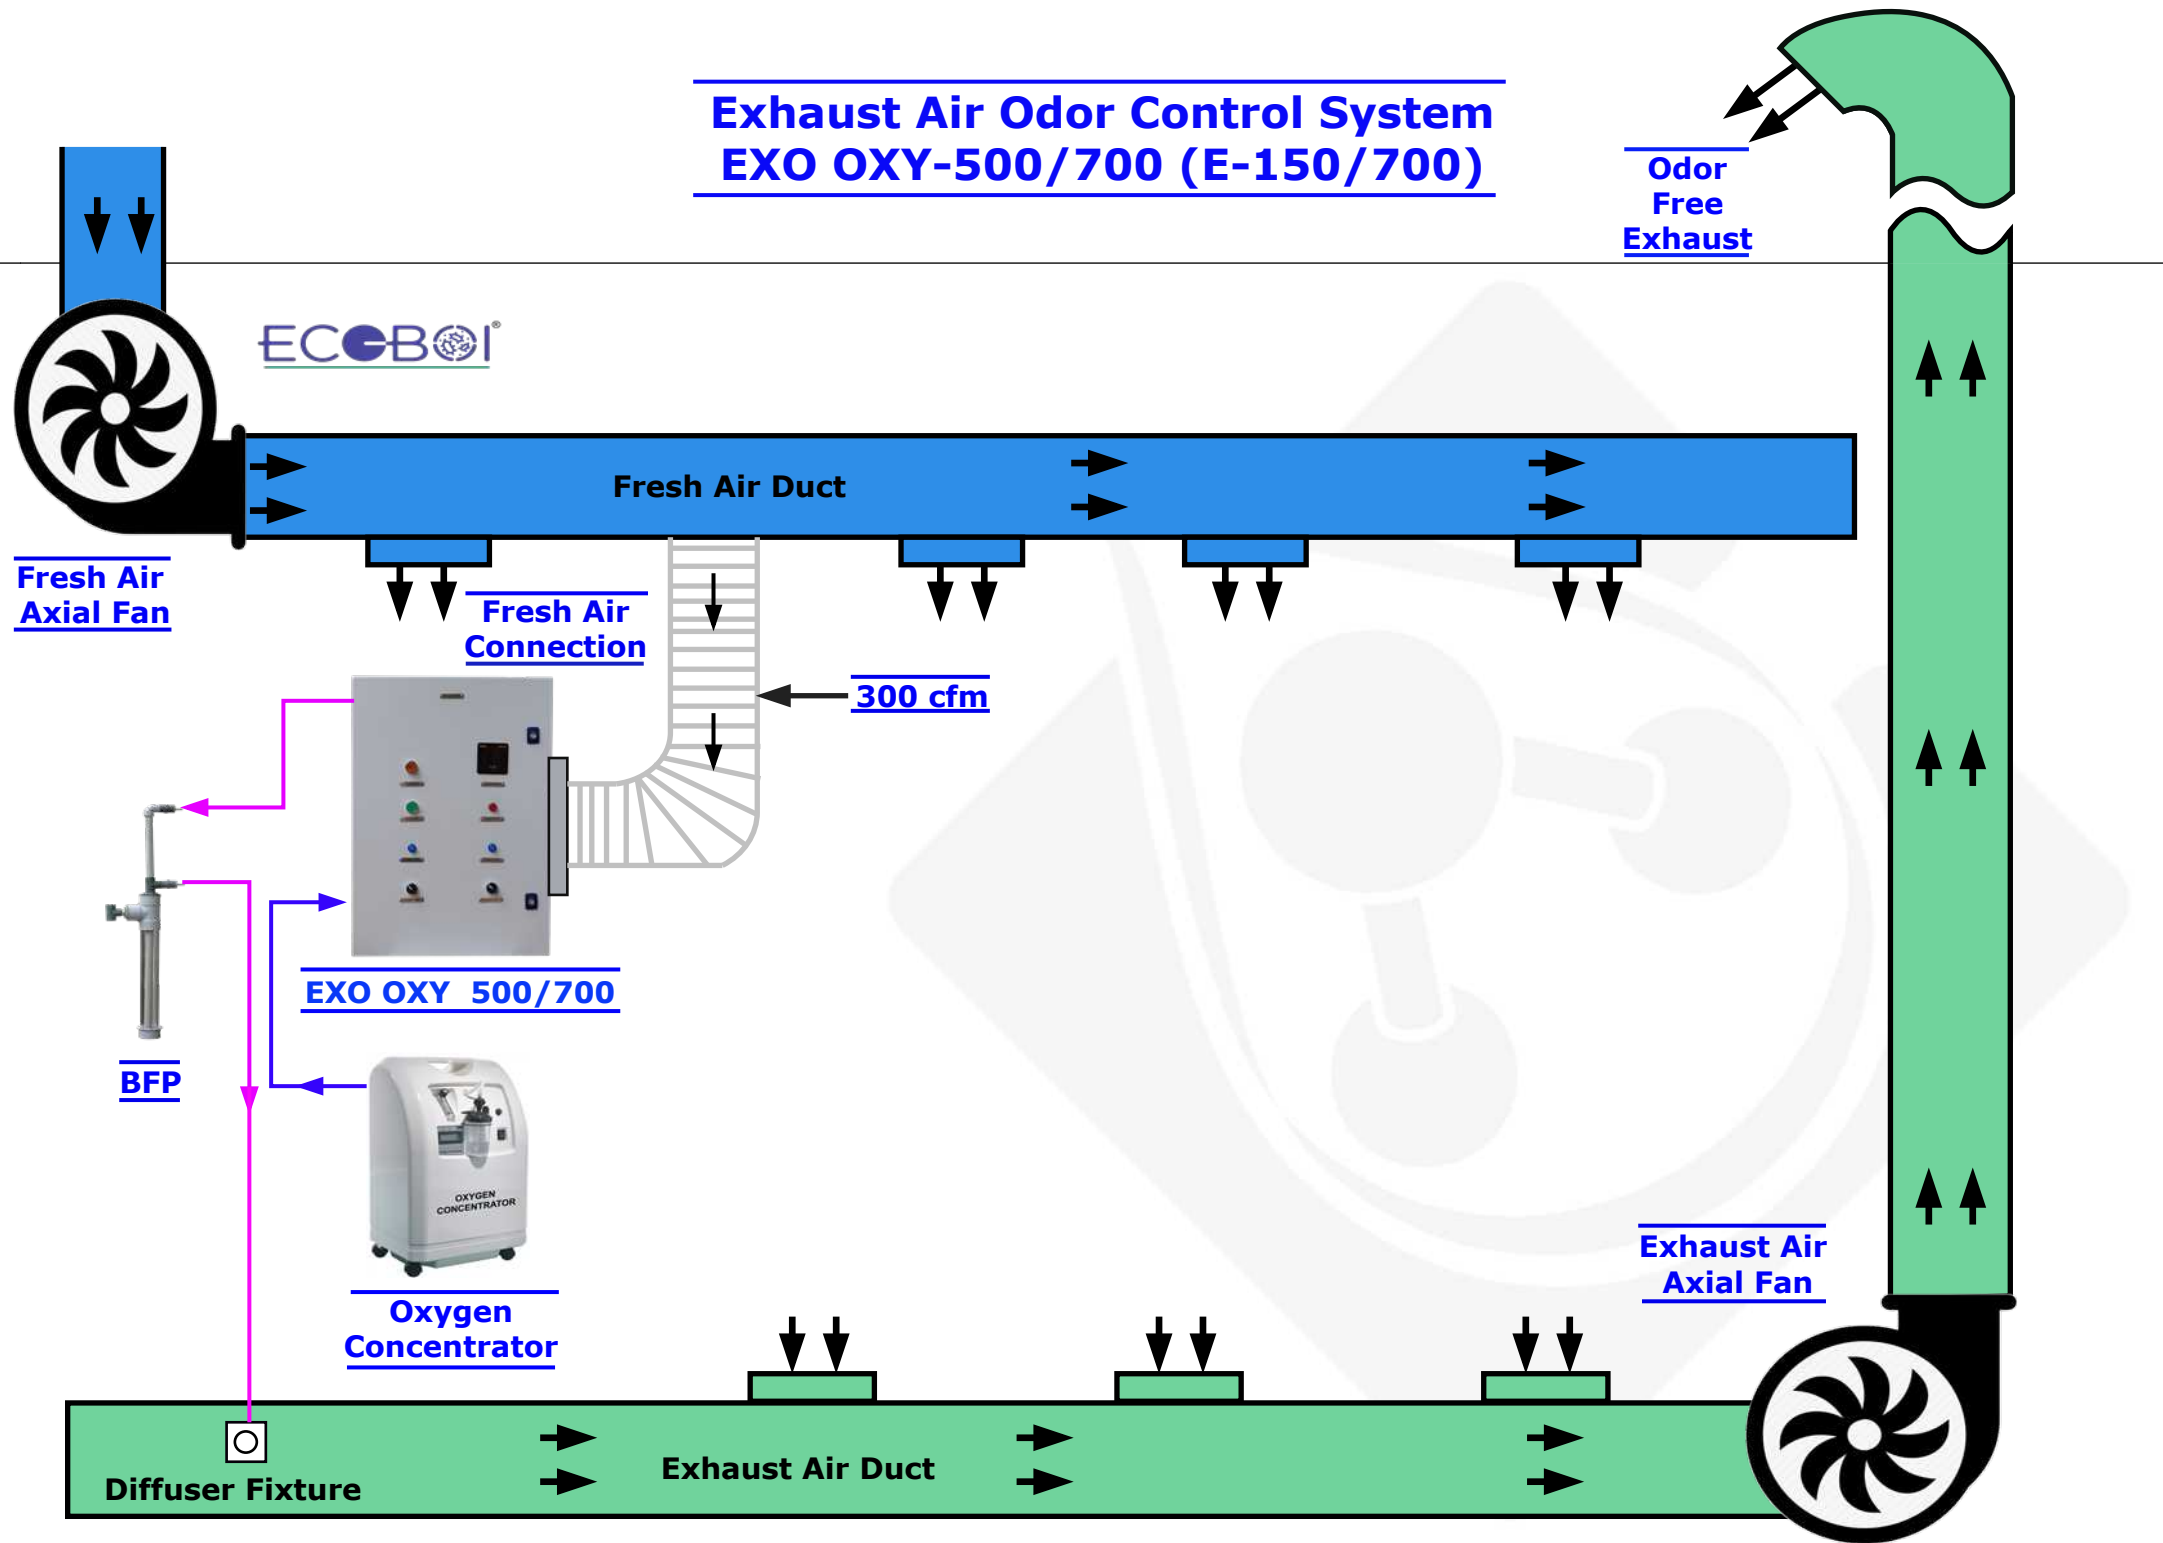 Exhaust Air Odor Control System
EXO OXY-500/700 (E-150/700)
Odor
Free
Exhaust
ECOBOI®
Fresh Air Duct
Fresh Air
Axial Fan
Fresh Air
Connection
300 cfm
EXO OXY 500/700
BFP
OXYGEN
CONCENTRATOR
Oxygen
Concentrator
Exhaust Air
Axial Fan
Exhaust Air Duct
Diffuser Fixture